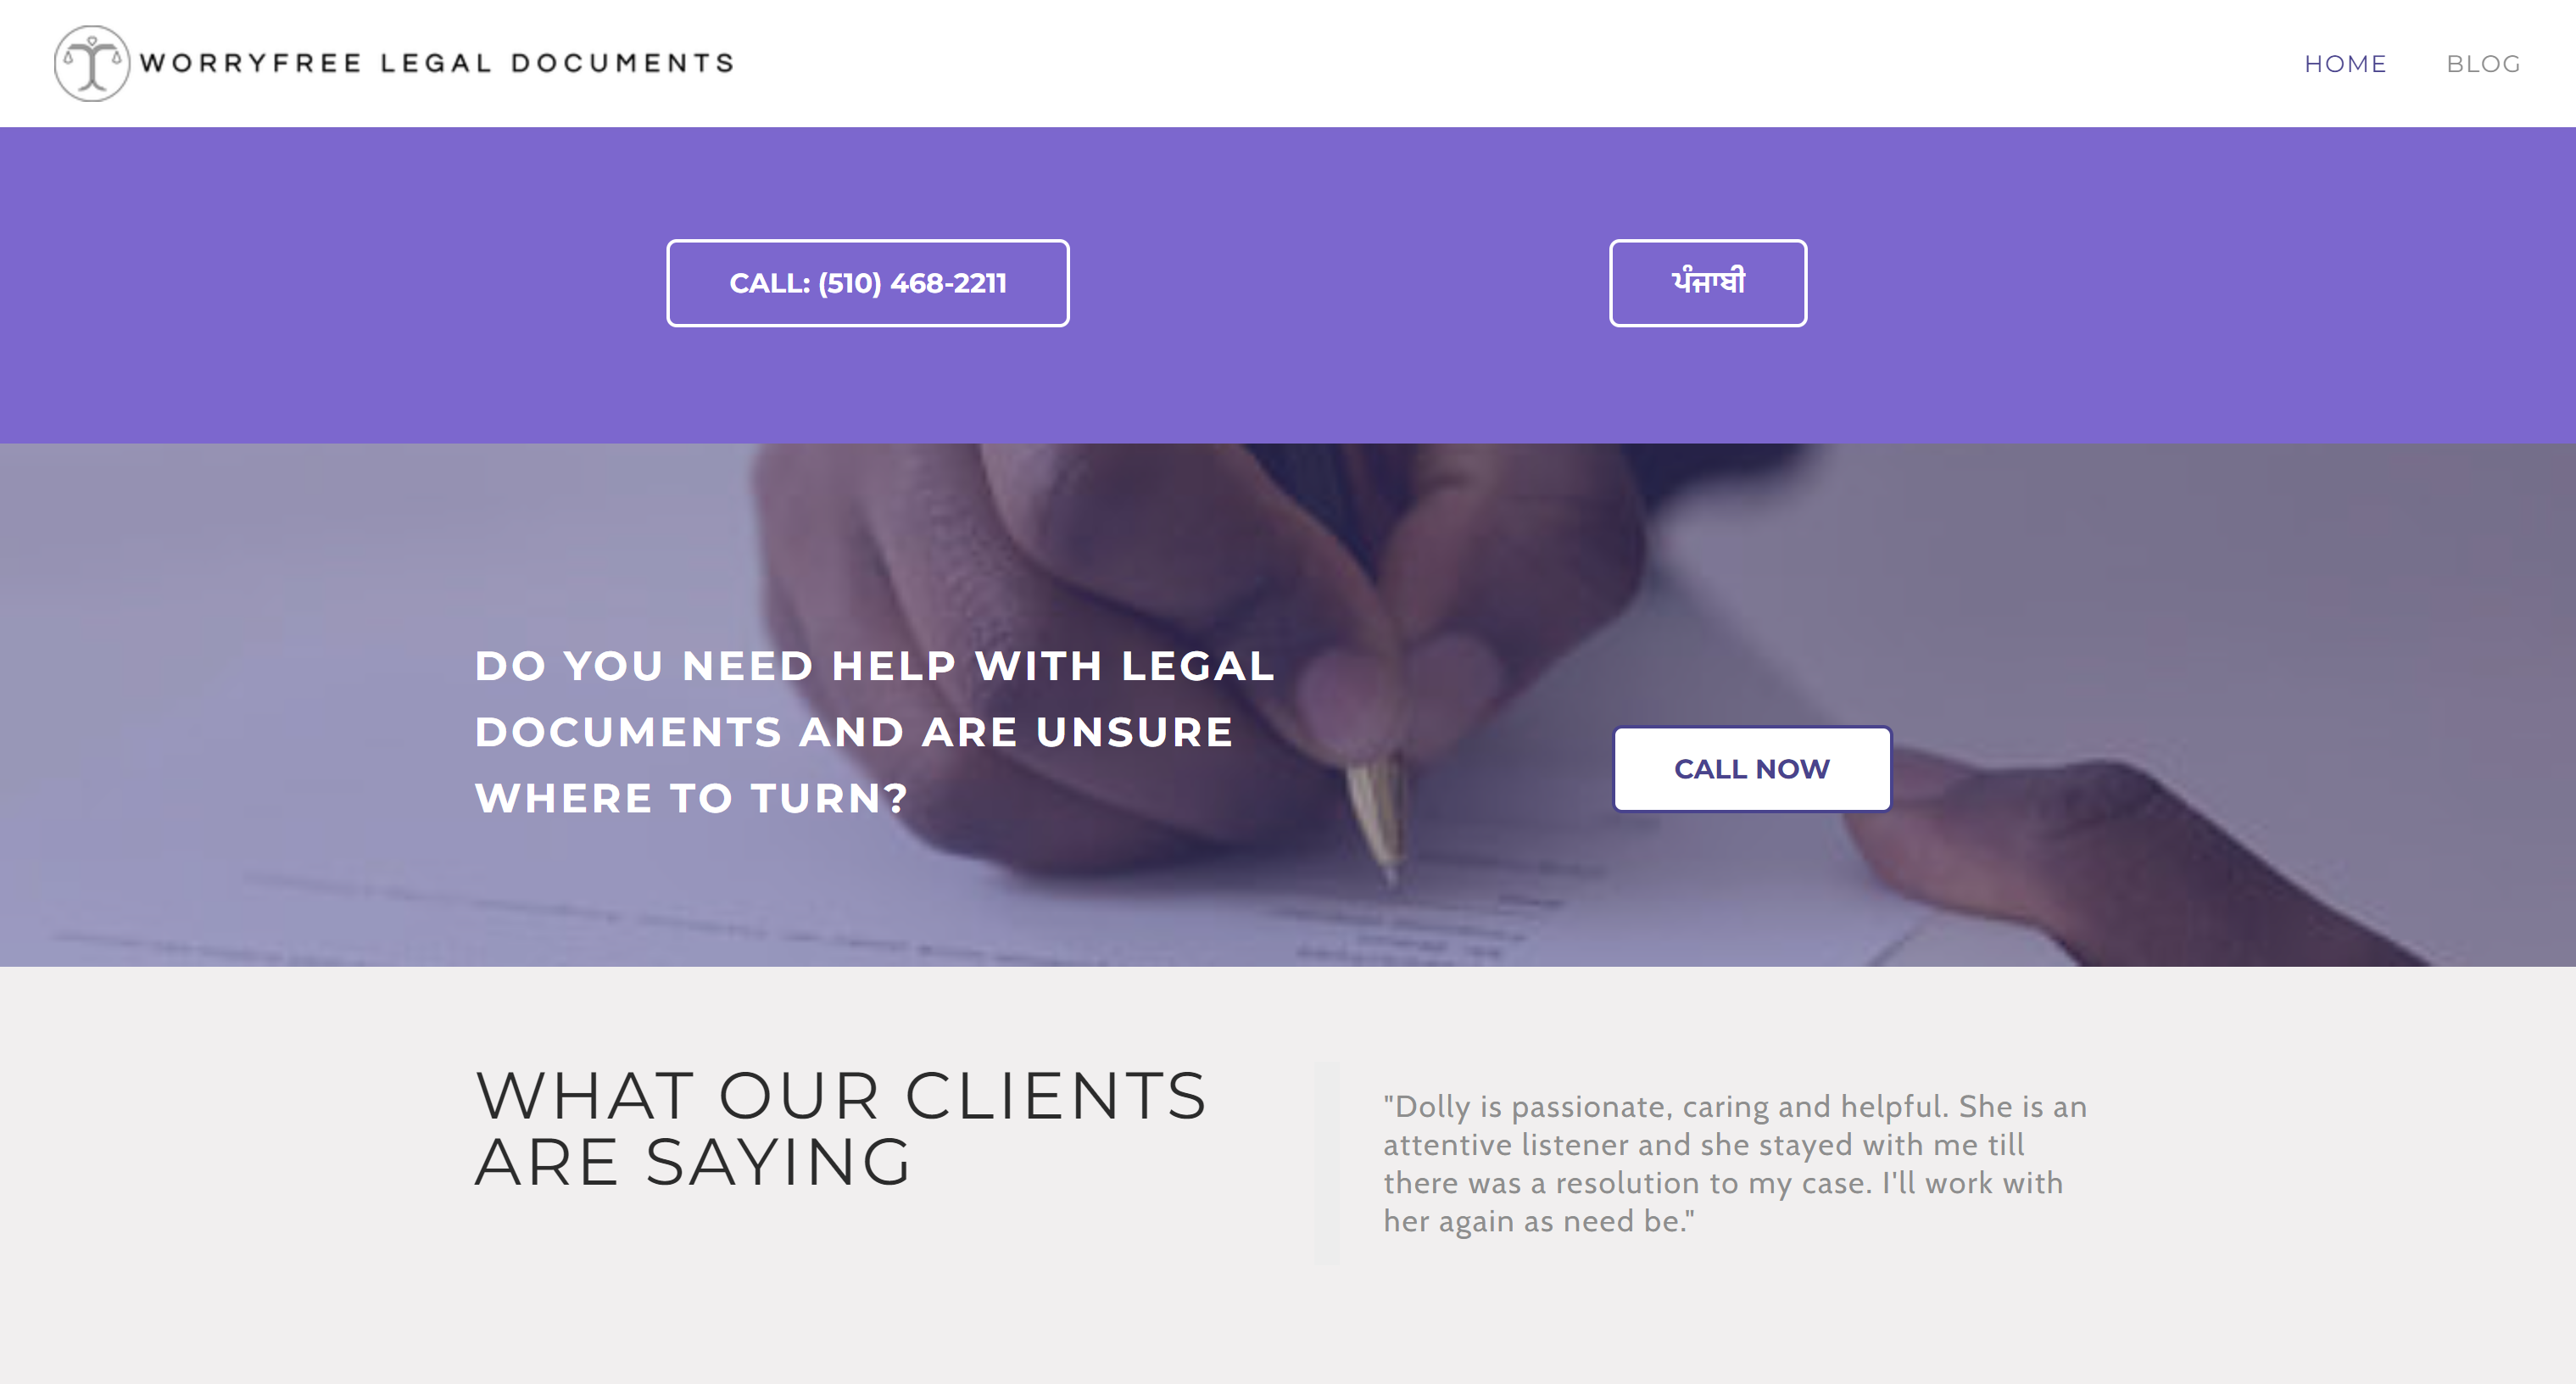 WORRYFREE LEGAL DOCUMENTS
HOME BLOG
CALL: (510) 468-2211
ਪੰਜਾਬੀ
DO YOU NEED HELP WITH LEGAL
DOCUMENTS AND ARE UNSURE
WHERE TO TURN?
CALL NOW
WHAT OUR CLIENTS
ARE SAYING
"Dolly is passionate, caring and helpful. She is an
attentive listener and she stayed with me till
there was a resolution to my case. I'll work with
her again as need be."